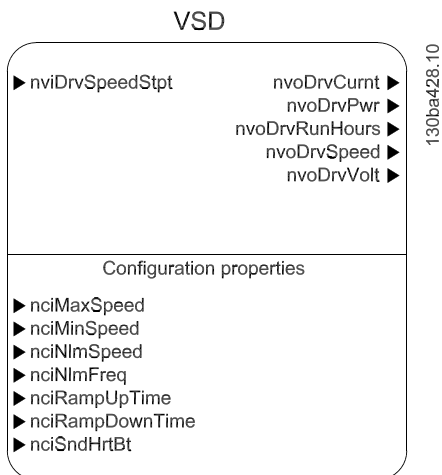 VSD
nviDrvSpeedStpt
nvoDrvCurnt
nvoDrvPwr
nvoDrvRunHours
nvoDrvSpeed
nvoDrvVolt
Configuration properties
nciMaxSpeed
nciMinSpeed
nciNlmSpeed
nciNlmFreq
nciRampUpTime
nciRampDownTime
nciSndHrtBt
130ba428.10